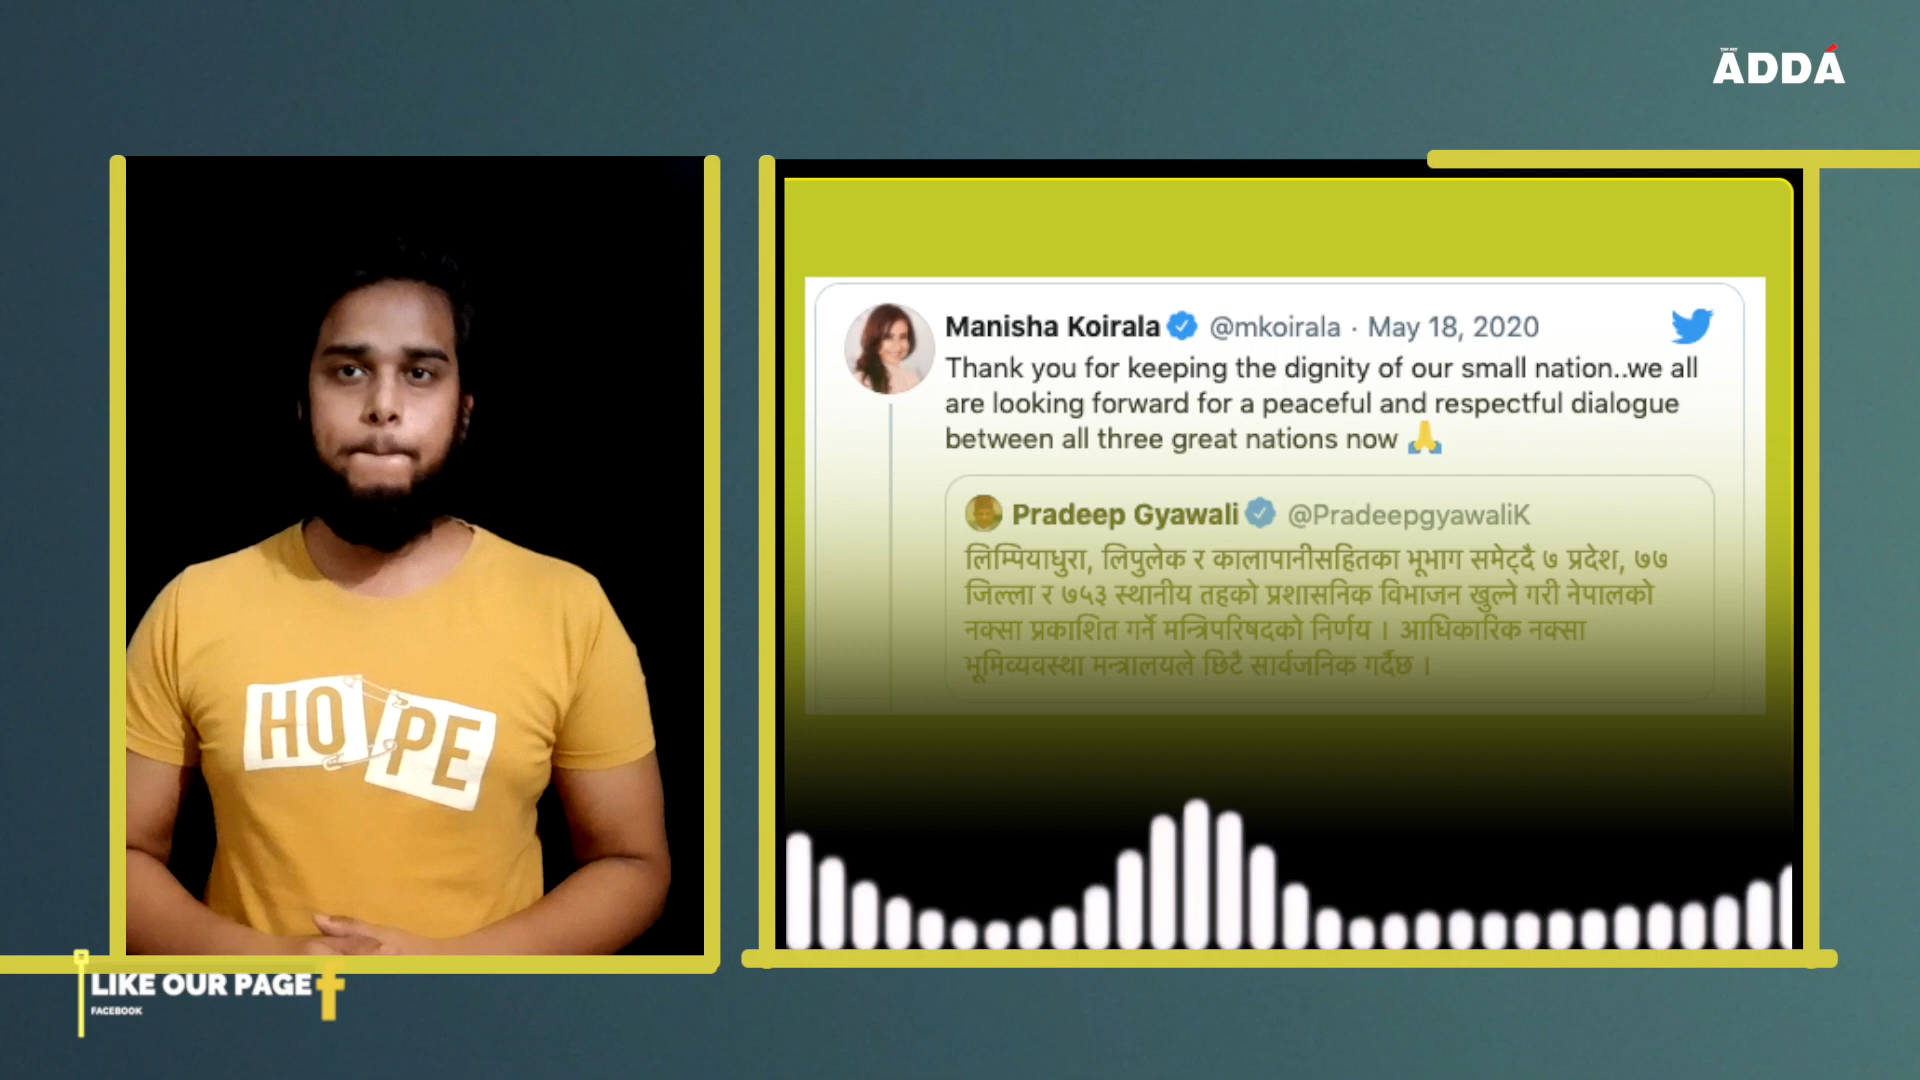 ADDA
Manisha Koirala @mkoirala · May 18, 2020
Thank you for keeping the dignity of our small nation..we all
are looking forward for a peaceful and respectful dialogue
between all three great nations now 🙏
Pradeep Gyawali @PradeepgyawaliK
लिम्पियाधुरा, लिपुलेक र कालापानीसहितका भूभाग समेट्दै ७ प्रदेश, ७७
जिल्ला र ७५३ स्थानीय तहको प्रशासनिक विभाजन खुल्ने गरी नेपालको
नक्सा प्रकाशित गर्ने मन्त्रिपरिषदको निर्णय । आधिकारिक नक्सा
भूमिव्यवस्था मन्त्रालयले छिटै सार्वजनिक गर्दैछ ।
HOPE
LIKE OUR PAGE
FACEBOOK